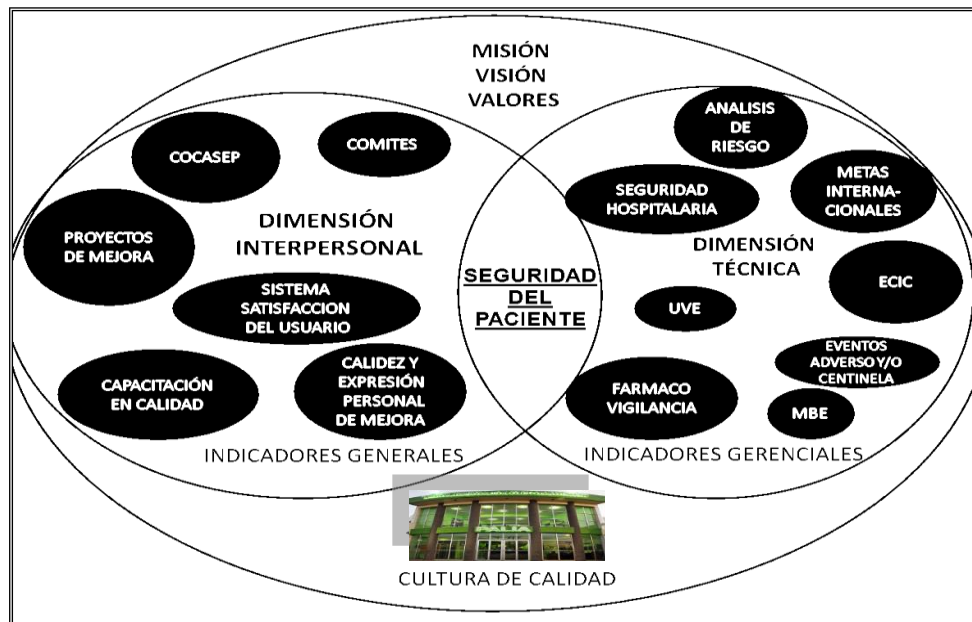 MISIÓN
VISIÓN
VALORES
COCASEP
COMITES
PROYECTOS
DE MEJORA
DIMENSIÓN
INTERPERSONAL
SISTEMA
SATISFACCION
DEL USUARIO
CAPACITACIÓN
EN CALIDAD
CALIDEZ Y
EXPRESIÓN
PERSONAL
DE MEJORA
INDICADORES GENERALES
SEGURIDAD
DEL
PACIENTE
ANALISIS
DE
RIESGO
SEGURIDAD
HOSPITALARIA
METAS
INTERNA-
CIONALES
DIMENSIÓN
TÉCNICA
ECIC
UVE
EVENTOS
ADVERSO Y/O
CENTINELA
FARMACO
VIGILANCIA
MBE
INDICADORES GERENCIALES
CULTURA DE CALIDAD